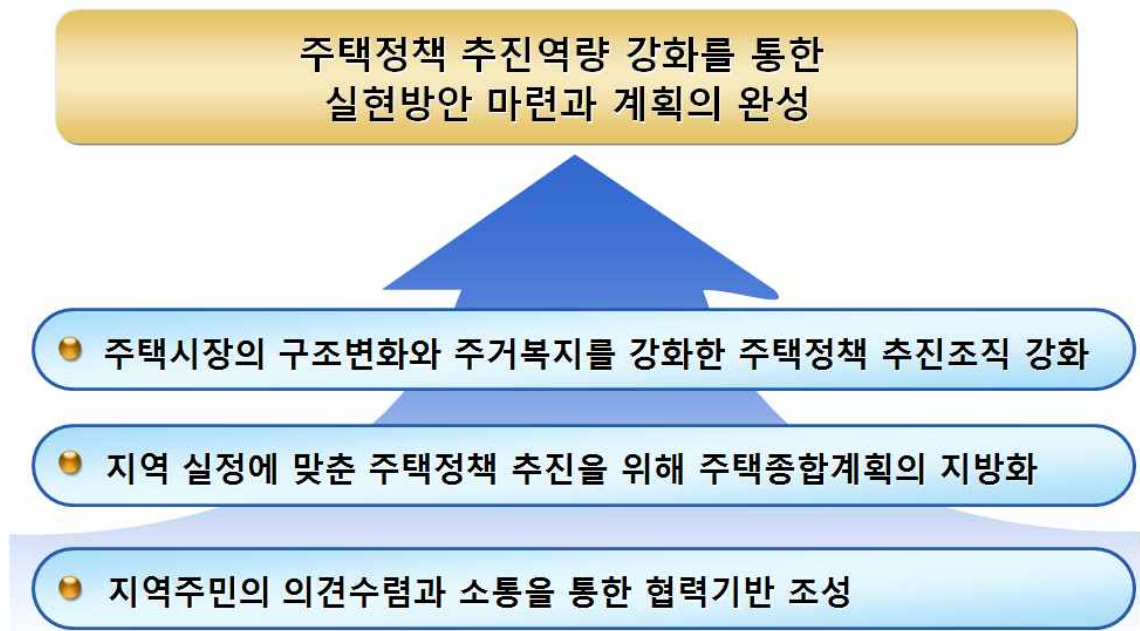 주택정책 추진역량 강화를 통한
실현방안 마련과 계획의 완성
주택시장의 구조변화와 주거복지를 강화한 주택정책 추진조직 강화
지역 실정에 맞춘 주택정책 추진을 위해 주택종합계획의 지방화
지역주민의 의견수렴과 소통을 통한 협력기반 조성